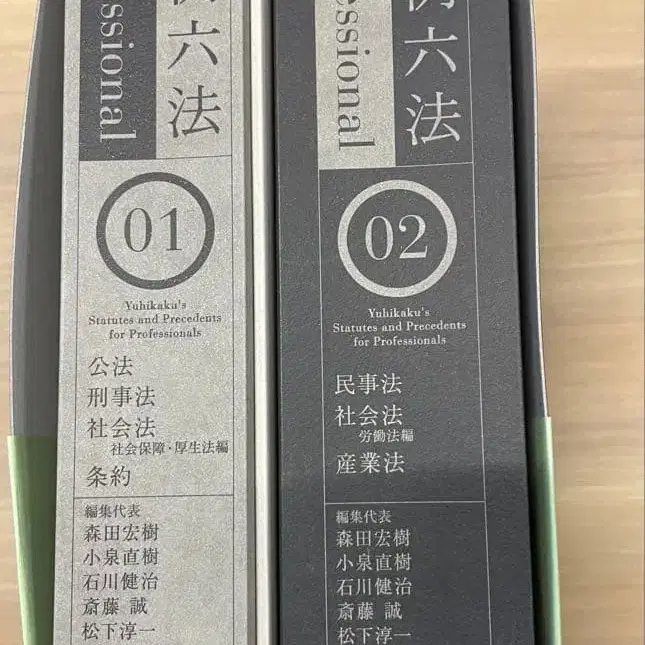 ssional
六法
01
Yuhikaku's
Statutes and Precedents
for Professionals
公法
刑事法
社会法
社会保障・厚生法編
条約
編集代表
森田宏樹
小泉直樹
石川健治
斎藤 誠
松下淳一
essional
例六法
02
Yuhikaku's
Statutes and Precedents
for Professionals
民事法
社会法
労働法編
産業法
編集代表
森田宏樹
小泉直樹
石川健治
斎藤 誠
松下淳一